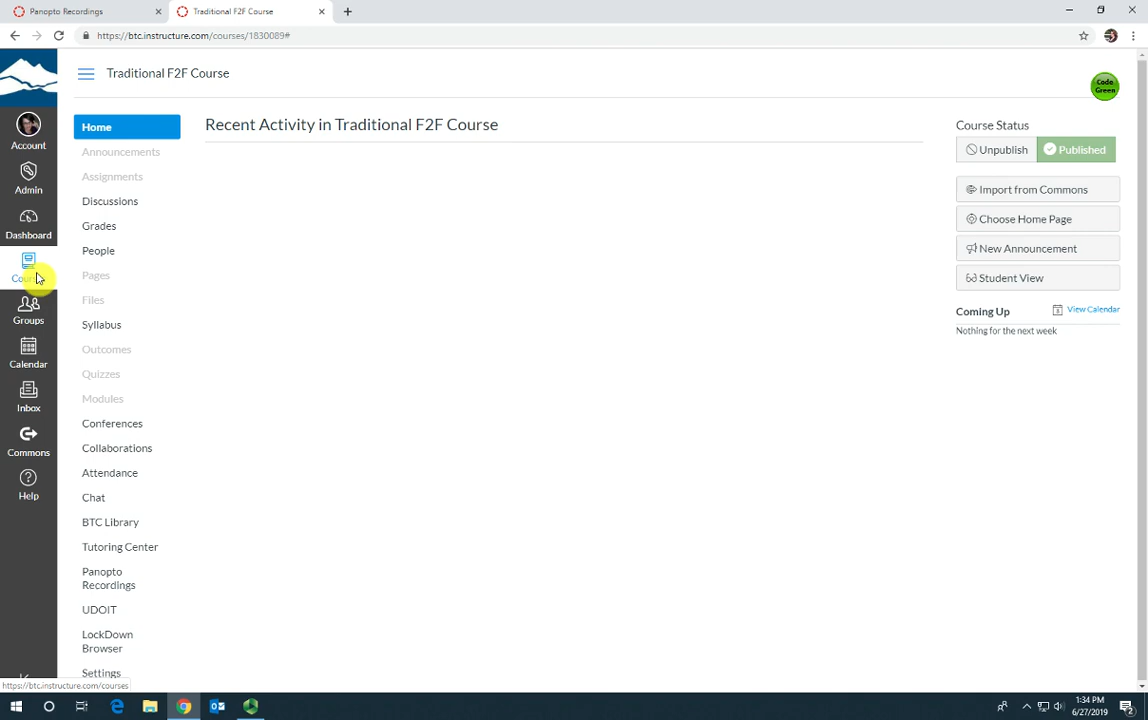 Panopto Recordings
Traditional F2F Course
https://btc.instructure.com/courses/1830089#
Traditional F2F Course
Code
Green
Account
Admin
Dashboard
Groups
Calendar
Inbox
Commons
Help
Home
Announcements
Assignments
Discussions
Grades
People
Pages
Files
Syllabus
Outcomes
Quizzes
Modules
Conferences
Collaborations
Attendance
Chat
BTC Library
Tutoring Center
Panopto
Recordings
UDOIT
LockDown
Browser
Settings
Recent Activity in Traditional F2F Course
Course Status
Unpublish
Published
Import from Commons
Choose Home Page
New Announcement
Student View
Coming Up
View Calendar
Nothing for the next week
https://btc.instructure.com/courses
1:34 PM
6/27/2019